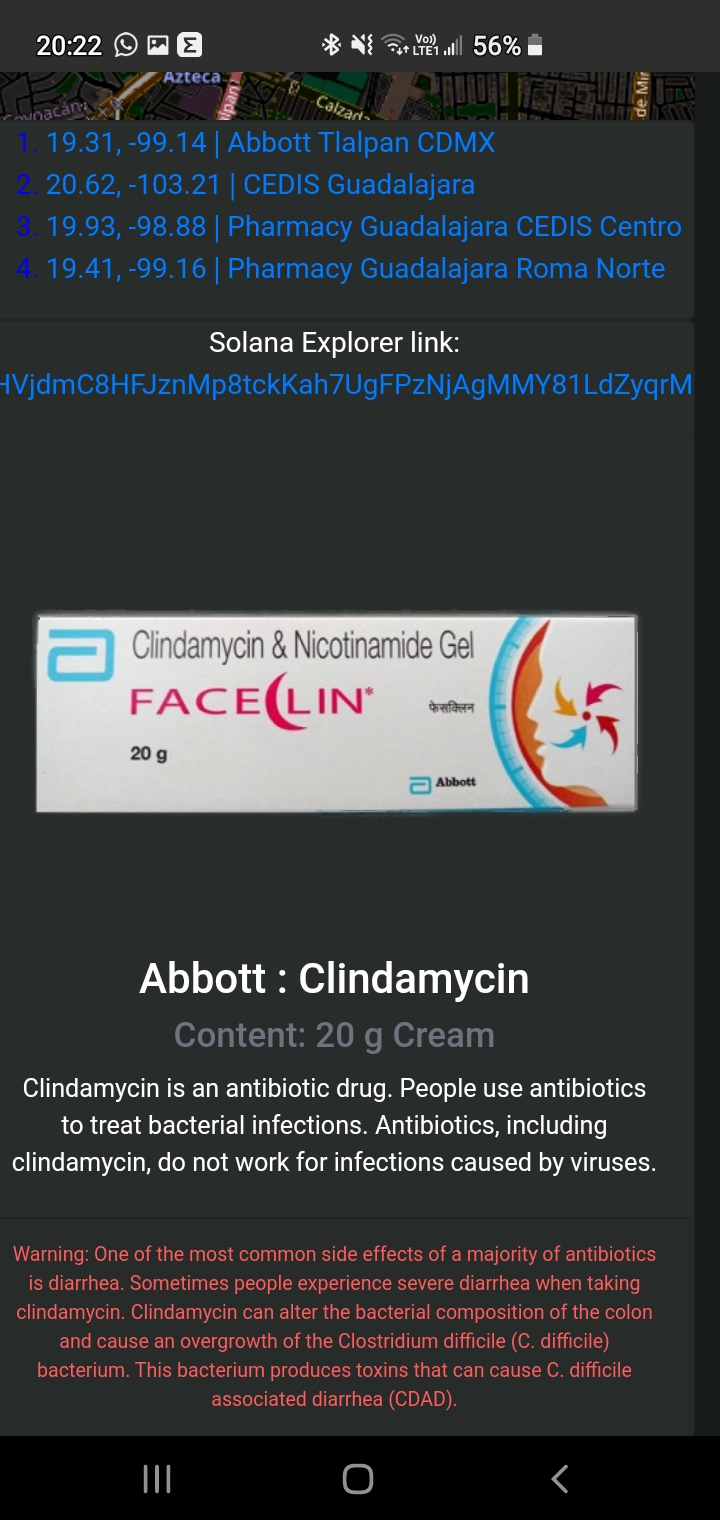 20:22 Vo)) LTE1 56%
Azteca
Coyoacán
Calzada
de Mir
1. 19.31, -99.14 | Abbott Tlalpan CDMX
2. 20.62, -103.21 | CEDIS Guadalajara
3. 19.93, -98.88 | Pharmacy Guadalajara CEDIS Centro
4. 19.41, -99.16 | Pharmacy Guadalajara Roma Norte
Solana Explorer link:
HVjdmC8HFJznMp8tckKah7UgFPzNjAgMMY81LdZyqrM
Clindamycin & Nicotinamide Gel
FACECLIN*
फेसक्लिन
20 g
Abbott
Abbott : Clindamycin
Content: 20 g Cream
Clindamycin is an antibiotic drug. People use antibiotics
to treat bacterial infections. Antibiotics, including
clindamycin, do not work for infections caused by viruses.
Warning: One of the most common side effects of a majority of antibiotics
is diarrhea. Sometimes people experience severe diarrhea when taking
clindamycin. Clindamycin can alter the bacterial composition of the colon
and cause an overgrowth of the Clostridium difficile (C. difficile)
bacterium. This bacterium produces toxins that can cause C. difficile
associated diarrhea (CDAD).